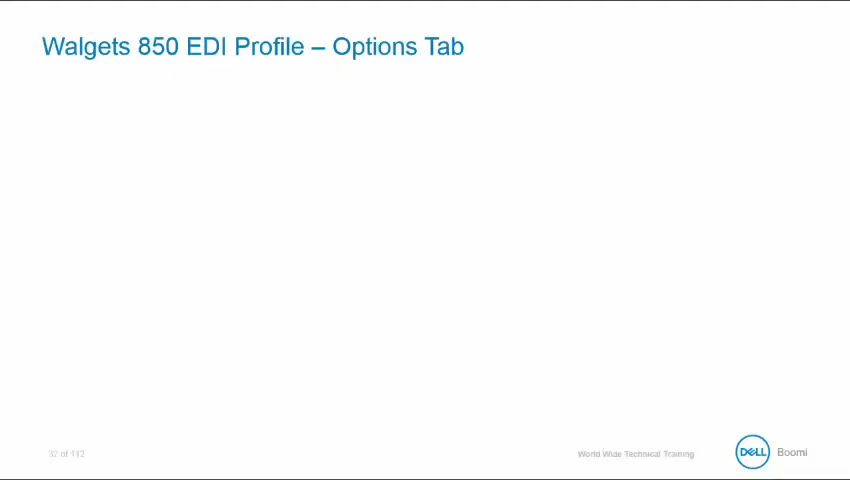 Walgets 850 EDI Profile – Options Tab
32 of 112
World Wide Technical Training
DELL
Boomi